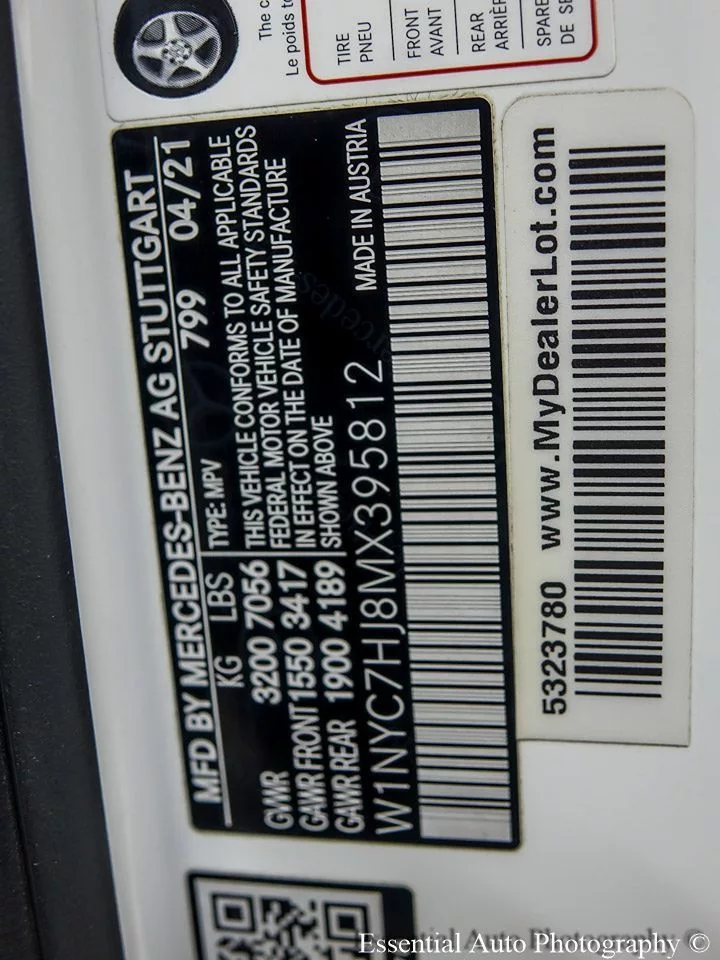 The c
Le poids to
TIRE
PNEU
FRONT
AVANT
REAR
ARRIÈR
SPARE
DE SE
MFD BY MERCEDES-BENZ AG STUTTGART
KG LBS 799 04/21
GVWR 3200 7056
GAWR FRONT 1550 3417
GAWR REAR 1900 4189
TYPE: MPV
THIS VEHICLE CONFORMS TO ALL APPLICABLE
FEDERAL MOTOR VEHICLE SAFETY STANDARDS
IN EFFECT ON THE DATE OF MANUFACTURE
SHOWN ABOVE
MADE IN AUSTRIA
W1NYC7HJ8MX395812
5323780 www.MyDealerLot.com
Essential Auto Photography ©